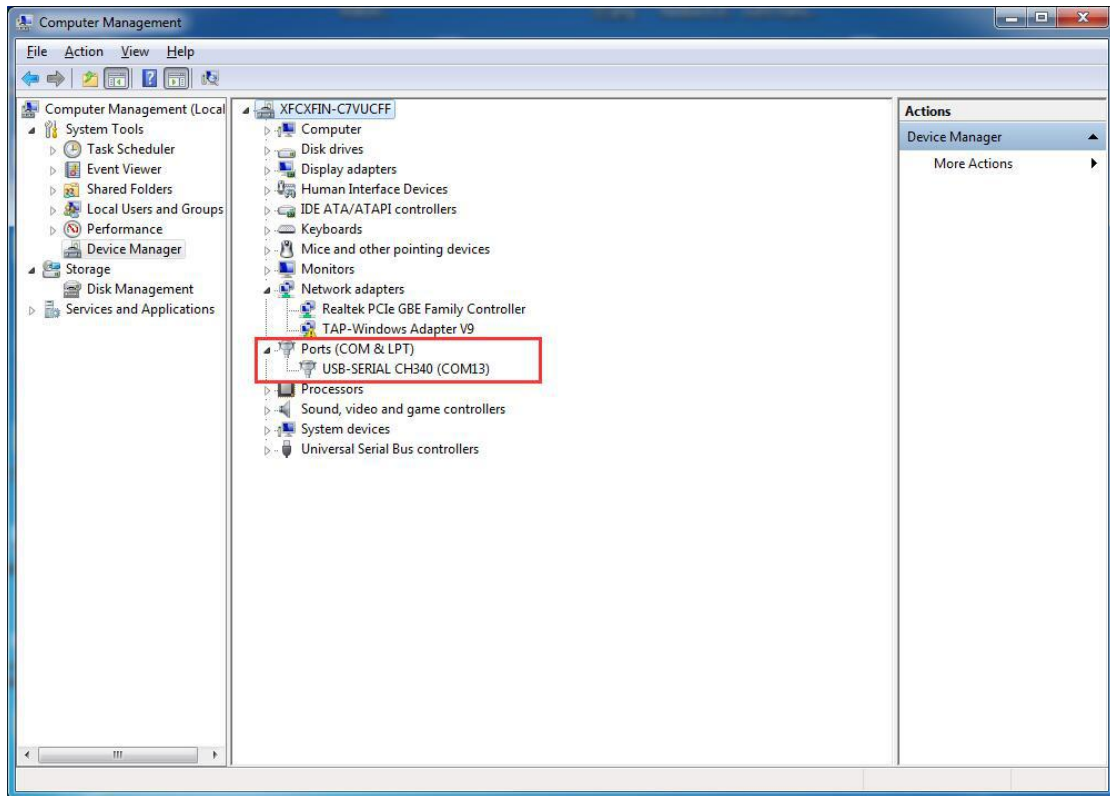 Computer Management
File Action View Help
Computer Management (Local
System Tools
Task Scheduler
Event Viewer
Shared Folders
Local Users and Groups
Performance
Device Manager
Storage
Disk Management
Services and Applications
XFCXFIN-C7VUCFF
Computer
Disk drives
Display adapters
Human Interface Devices
IDE ATA/ATAPI controllers
Keyboards
Mice and other pointing devices
Monitors
Network adapters
Realtek PCIe GBE Family Controller
TAP-Windows Adapter V9
Ports (COM & LPT)
USB-SERIAL CH340 (COM13)
Processors
Sound, video and game controllers
System devices
Universal Serial Bus controllers
Actions
Device Manager
More Actions